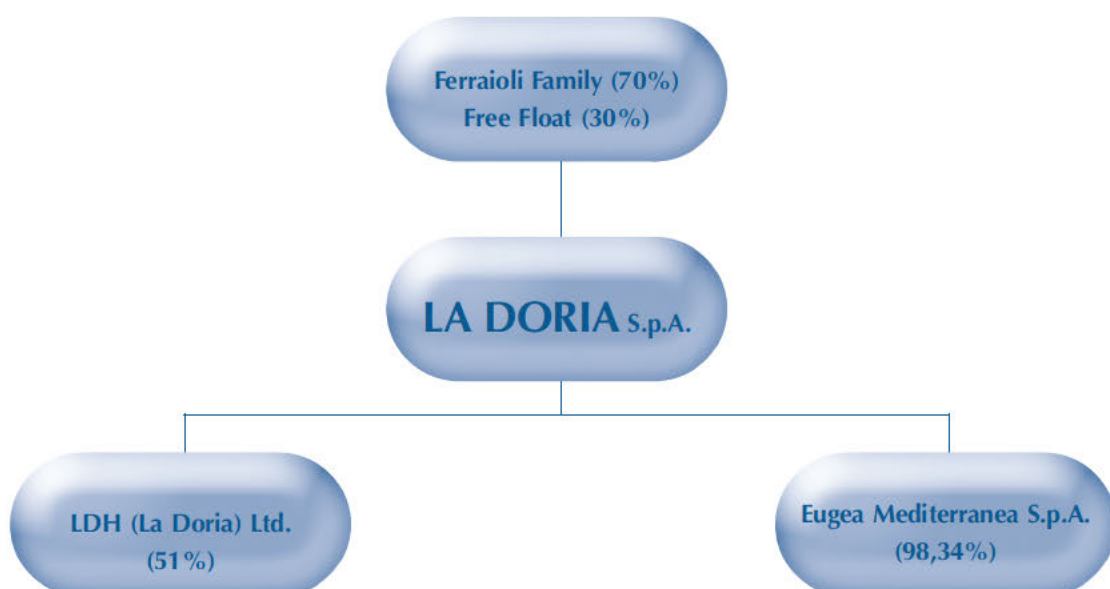 Ferraioli Family (70%)
Free Float (30%)
LA DORIA S.p.A.
LDH (La Doria) Ltd.
(51%)
Eugea Mediterranea S.p.A.
(98,34%)